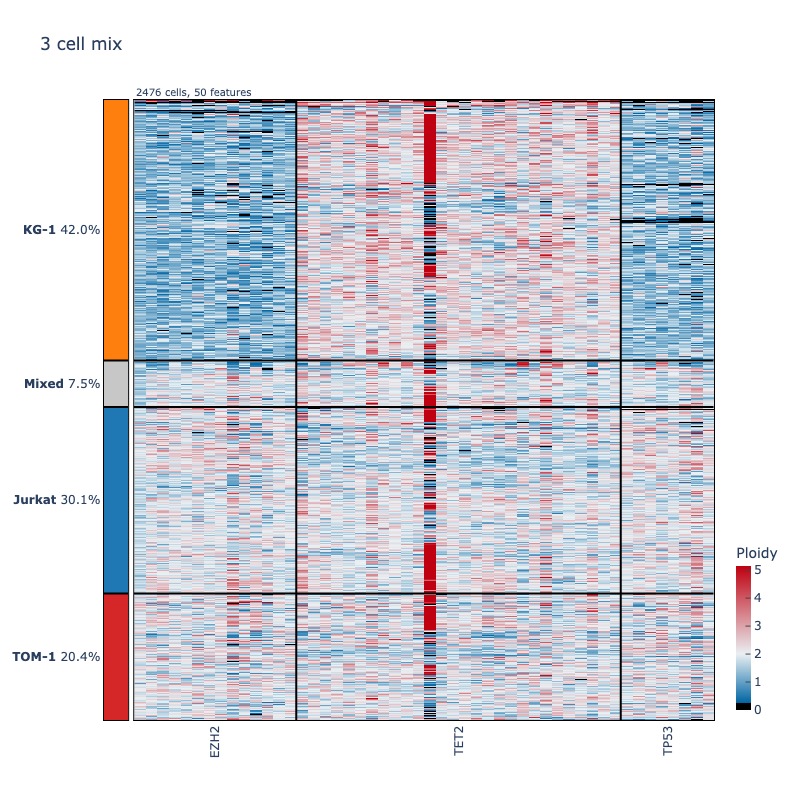 3 cell mix
2476 cells, 50 features
KG-1 42.0%
Mixed 7.5%
Jurkat 30.1%
TOM-1 20.4%
Ploidy
5
4
3
2
1
0
EZH2
TET2
TP53